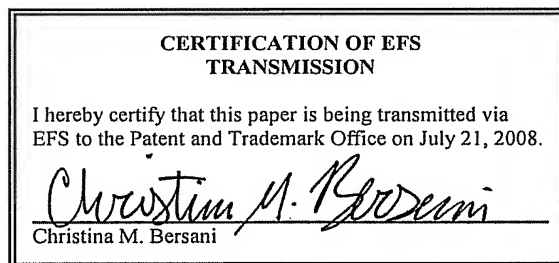 CERTIFICATION OF EFS
TRANSMISSION
I hereby certify that this paper is being transmitted via
EFS to the Patent and Trademark Office on July 21, 2008.
Christina M. Bersani
Christina M. Bersani